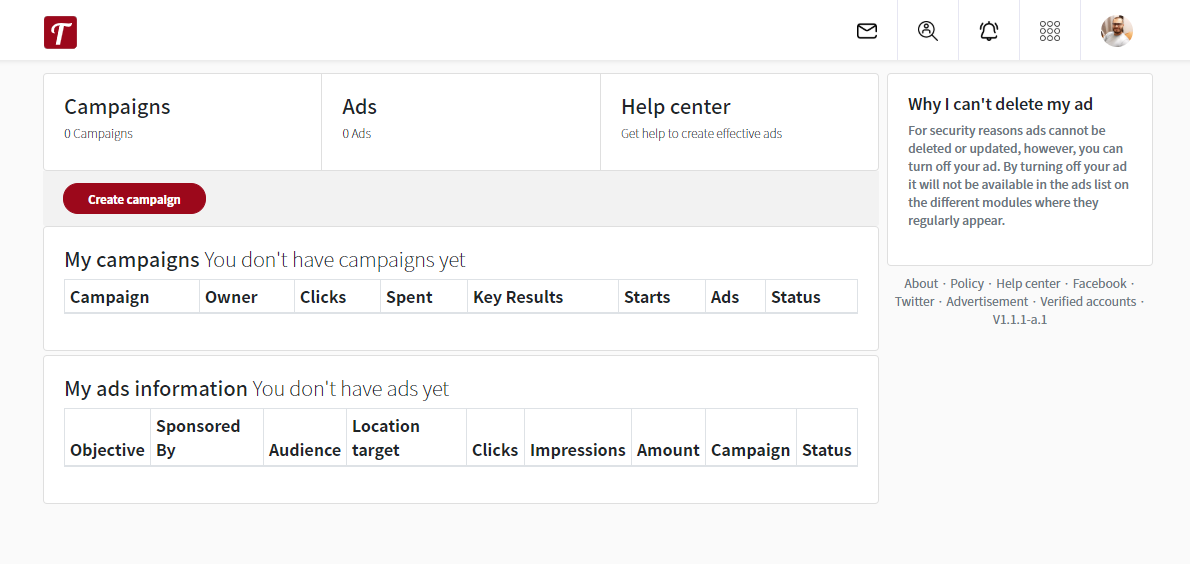 T
Campaigns
0 Campaigns
Ads
0 Ads
Help center
Get help to create effective ads
Create campaign
My campaigns You don't have campaigns yet
Campaign Owner Clicks Spent Key Results Starts Ads Status
My ads information You don't have ads yet
Sponsored Location
Objective By Audience target Clicks Impressions Amount Campaign Status
Why I can't delete my ad
For security reasons ads cannot be
deleted or updated, however, you can
turn off your ad. By turning off your ad
it will not be available in the ads list on
the different modules where they
regularly appear.
About · Policy · Help center · Facebook ·
Twitter · Advertisement · Verified accounts ·
V1.1.1-a.1